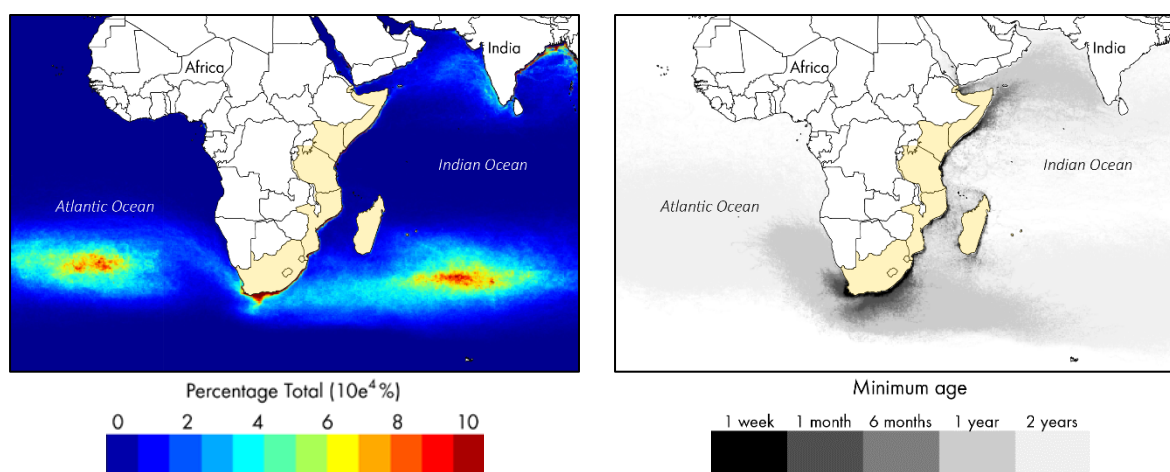 India
Africa
Indian Ocean
Atlantic Ocean
Percentage Total (10e⁴%)
0 2 4 6 8 10
India
Africa
Indian Ocean
Atlantic Ocean
Minimum age
1 week 1 month 6 months 1 year 2 years